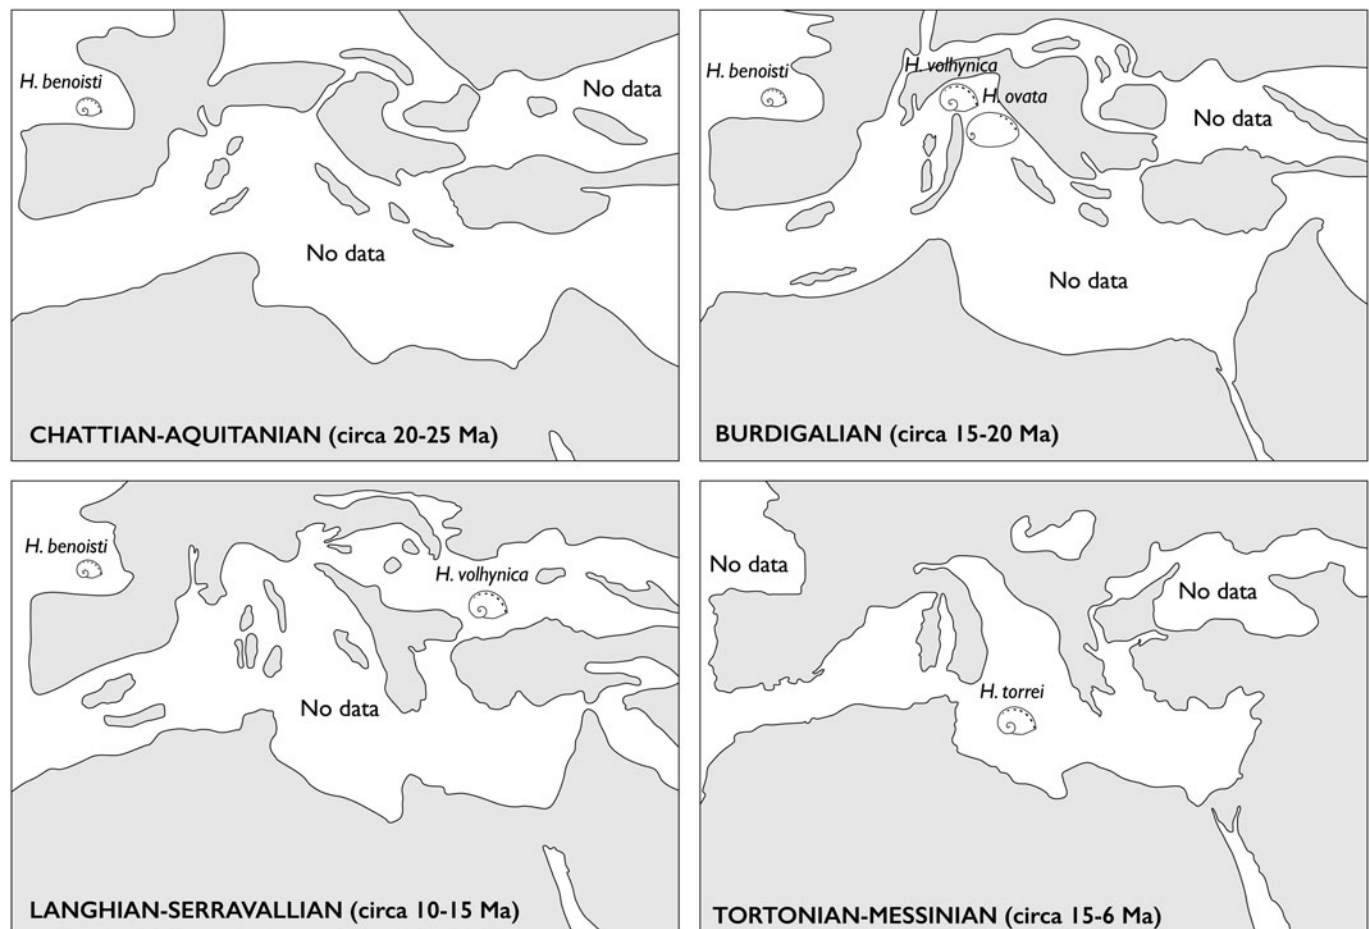 H. benoisti
No data
No data
CHATTIAN-AQUITANIAN (circa 20-25 Ma)
H. benoisti
H. volhynica
H. ovata
No data
No data
BURDIGALIAN (circa 15-20 Ma)
H. benoisti
H. volhynica
No data
LANGHIAN-SERRAVALLIAN (circa 10-15 Ma)
No data
No data
H. torrei
TORTONIAN-MESSINIAN (circa 15-6 Ma)